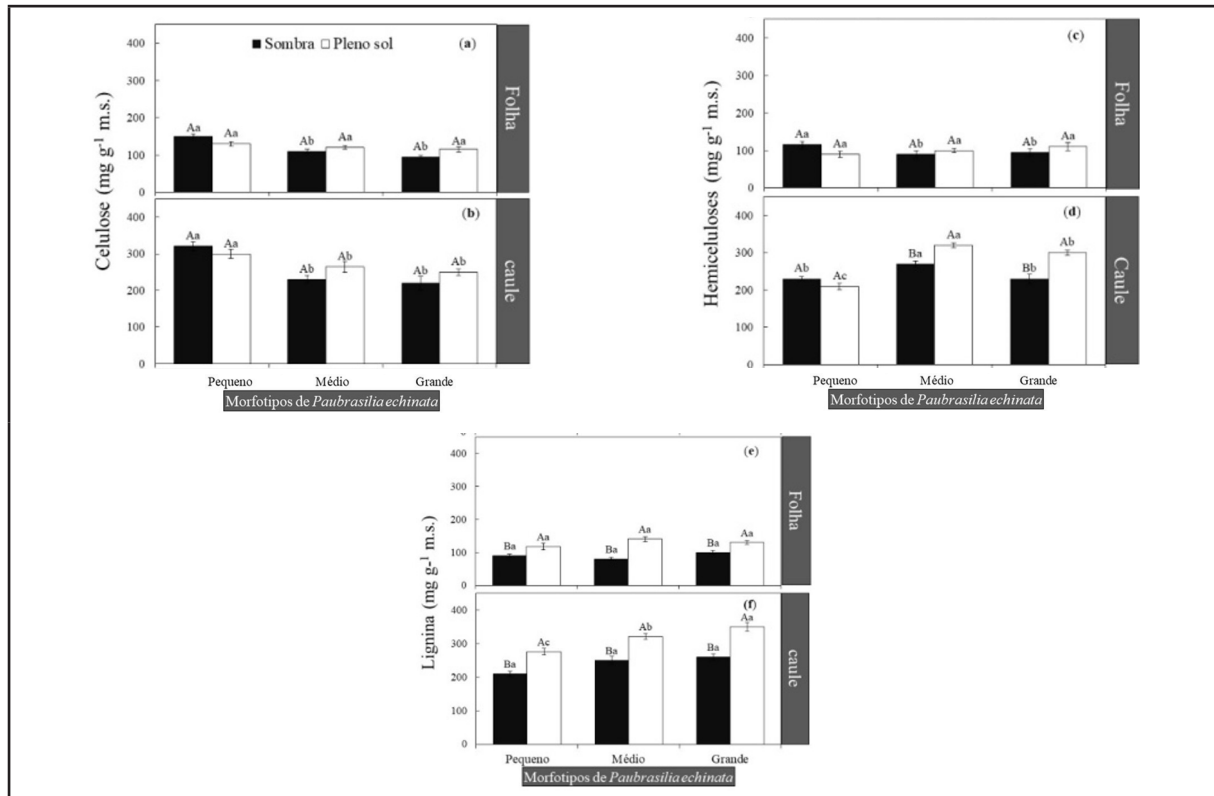 ■ Sombra □ Pleno sol (a)
400
300
200
100
0
Aa Aa Ab Aa Ab Aa
Folha
(b)
400
300
200
100
0
Aa Aa Ab Ab Ab Ab
caule
Celulose (mg g⁻¹ m.s.)
Pequeno Médio Grande
Morfotipos de Paubrasilia echinata
(c)
400
300
200
100
0
Aa Aa Ab Aa Ab Aa
Folha
(d)
400
300
200
100
0
Ab Ac Ba Aa Bb Ab
Caule
Hemiceluloses (mg g⁻¹ m.s.)
Pequeno Médio Grande
Morfotipos de Paubrasilia echinata
(e)
400
300
200
100
0
Ba Aa Ba Aa Ba Aa
Folha
(f)
400
300
200
100
0
Ba Ac Ba Ab Ba Aa
caule
Lignina (mg g-¹ m.s.)
Pequeno Médio Grande
Morfotipos de Paubrasilia echinata